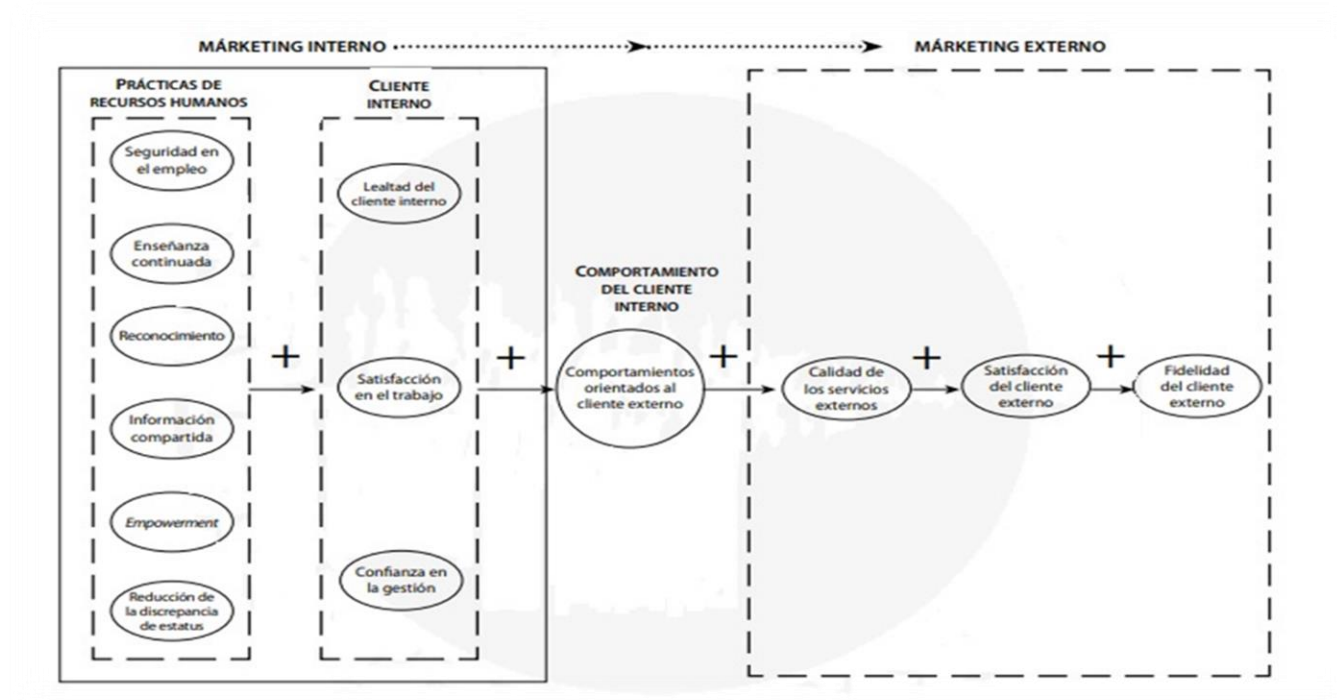 MÁRKETING INTERNO
MÁRKETING EXTERNO
PRÁCTICAS DE
RECURSOS HUMANOS
Seguridad en
el empleo
Enseñanza
continuada
Reconocimiento
Información
compartida
Empowerment
Reducción de
la discrepancia
de estatus
+
CLIENTE
INTERNO
Lealtad del
cliente interno
Satisfacción
en el trabajo
Confianza en
la gestión
+
COMPORTAMIENTO
DEL CLIENTE
INTERNO
Comportamientos
orientados al
cliente externo
+
Calidad de
los servicios
externos
+
Satisfacción
del cliente
externo
+
Fidelidad
del cliente
externo